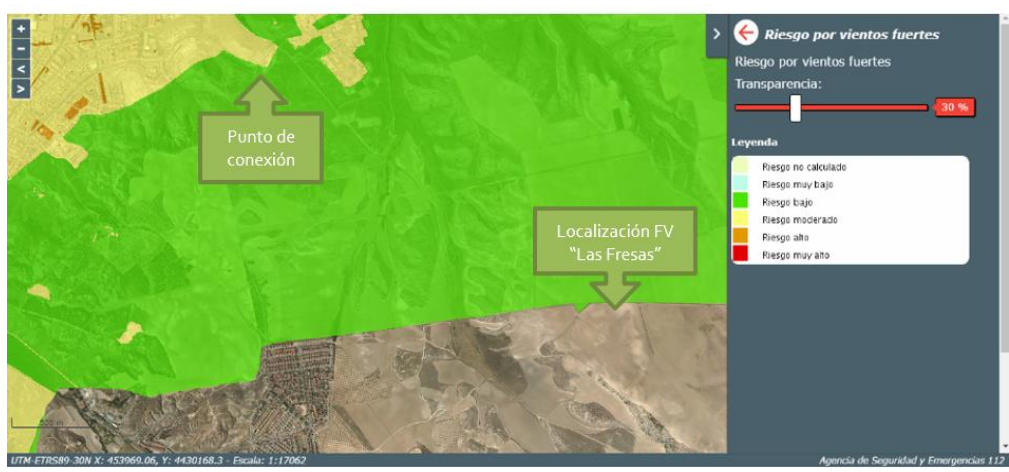 +
-
<
>
Punto de
conexión
Localización FV
"Las Fresas"
>
Riesgo por vientos fuertes
Riesgo por vientos fuertes
Transparencia:
30 %
Leyenda
Riesgo no calculado
Riesgo muy bajo
Riesgo bajo
Riesgo moderado
Riesgo alto
Riesgo muy alto
UTM-ETRS89-30N X: 453969.06, Y: 4430168.3 - Escala: 1:17062
Agencia de Seguridad y Emergencias 112